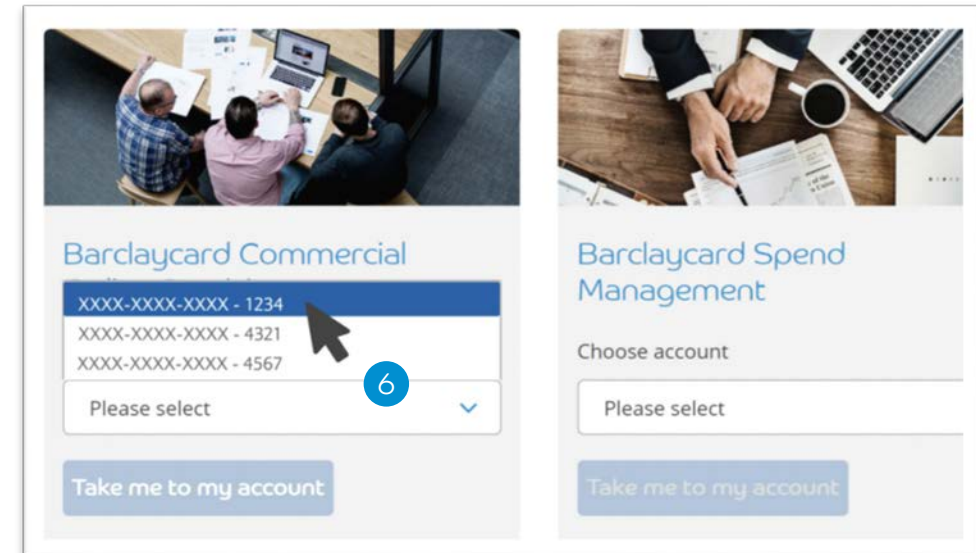 Barclaycard Commercial
XXXX-XXXX-XXXX - 1234
XXXX-XXXX-XXXX - 4321
XXXX-XXXX-XXXX - 4567
6
Please select
Take me to my account
Barclaycard Spend
Management
Choose account
Please select
Take me to my account